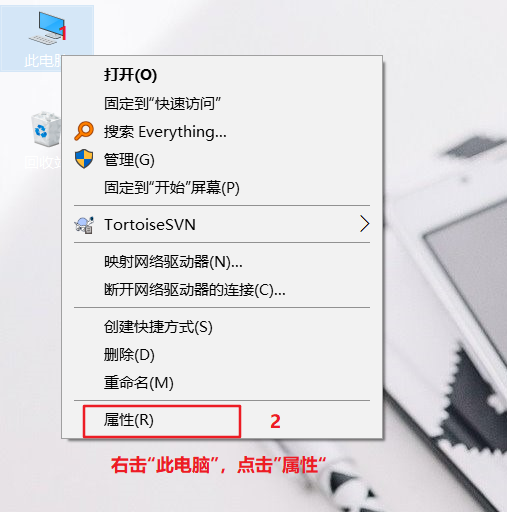 1
此电脑
回收站
打开(O)
固定到“快速访问”
搜索 Everything...
管理(G)
固定到“开始”屏幕(P)
TortoiseSVN
映射网络驱动器(N)...
断开网络驱动器的连接(C)...
创建快捷方式(S)
删除(D)
重命名(M)
属性(R) 2
右击“此电脑”，点击”属性“